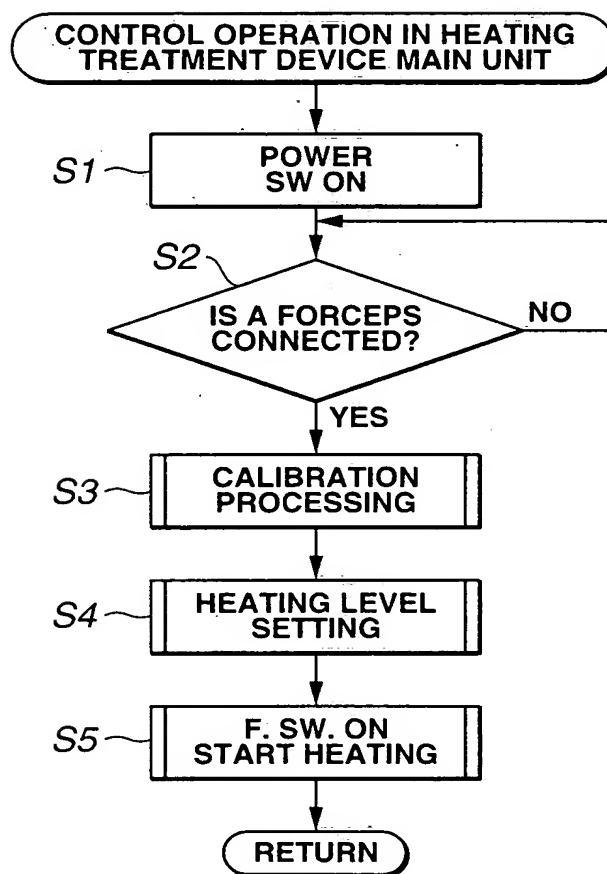 CONTROL OPERATION IN HEATING
TREATMENT DEVICE MAIN UNIT
S1
POWER
SW ON
S2
IS A FORCEPS
CONNECTED?
NO
YES
S3
CALIBRATION
PROCESSING
S4
HEATING LEVEL
SETTING
S5
F. SW. ON
START HEATING
RETURN